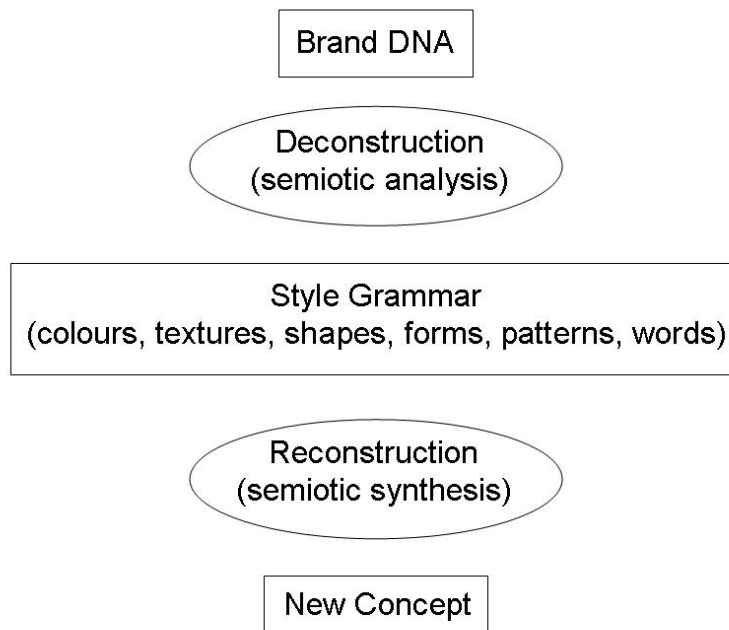 Brand DNA
Deconstruction
(semiotic analysis)
Style Grammar
(colours, textures, shapes, forms, patterns, words)
Reconstruction
(semiotic synthesis)
New Concept